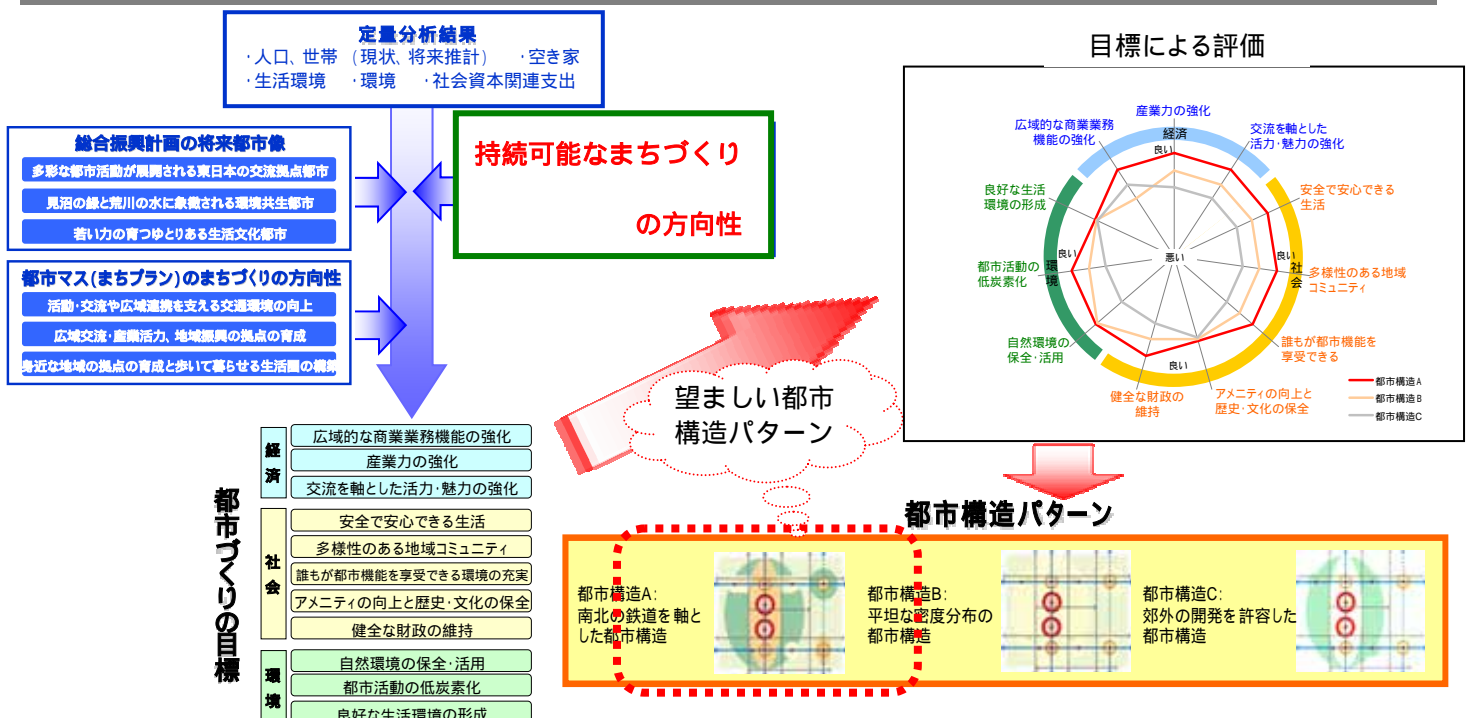 定量分析結果
・人口、世帯 (現状、将来推計) ・空き家
・生活環境 ・環境 ・社会資本関連支出
総合振興計画の将来都市像
多彩な都市活動が展開される東日本の交流拠点都市
見沼の緑と荒川の水に象徴される環境共生都市
若い力の育つゆとりある生活文化都市
都市マス(まちプラン)のまちづくりの方向性
活動・交流や広域連携を支える交通環境の向上
広域交流・産業活力、地域振興の拠点の育成
身近な地域の拠点の育成と歩いて暮らせる生活圏の構築
持続可能なまちづくり
の方向性
都市づくりの目標
経済
広域的な商業業務機能の強化
産業力の強化
交流を軸とした活力・魅力の強化
社会
安全で安心できる生活
多様性のある地域コミュニティ
誰もが都市機能を享受できる環境の充実
アメニティの向上と歴史・文化の保全
健全な財政の維持
環境
自然環境の保全・活用
都市活動の低炭素化
良好な生活環境の形成
望ましい都市
構造パターン
目標による評価
産業力の強化
広域的な商業業務
機能の強化
経済
交流を軸とした
活力・魅力の強化
良い
良好な生活
環境の形成
安全で安心できる
生活
都市活動の
低炭素化
環境
良い
悪い
良い
社会
多様性のある地域
コミュニティ
自然環境の
保全・活用
誰もが都市機能を
享受できる
良い
健全な財政の
維持
アメニティの向上と
歴史・文化の保全
都市構造A
都市構造B
都市構造C
都市構造パターン
都市構造A:
南北の鉄道を軸と
した都市構造
都市構造B:
平坦な密度分布の
都市構造
都市構造C:
郊外の開発を許容した
都市構造